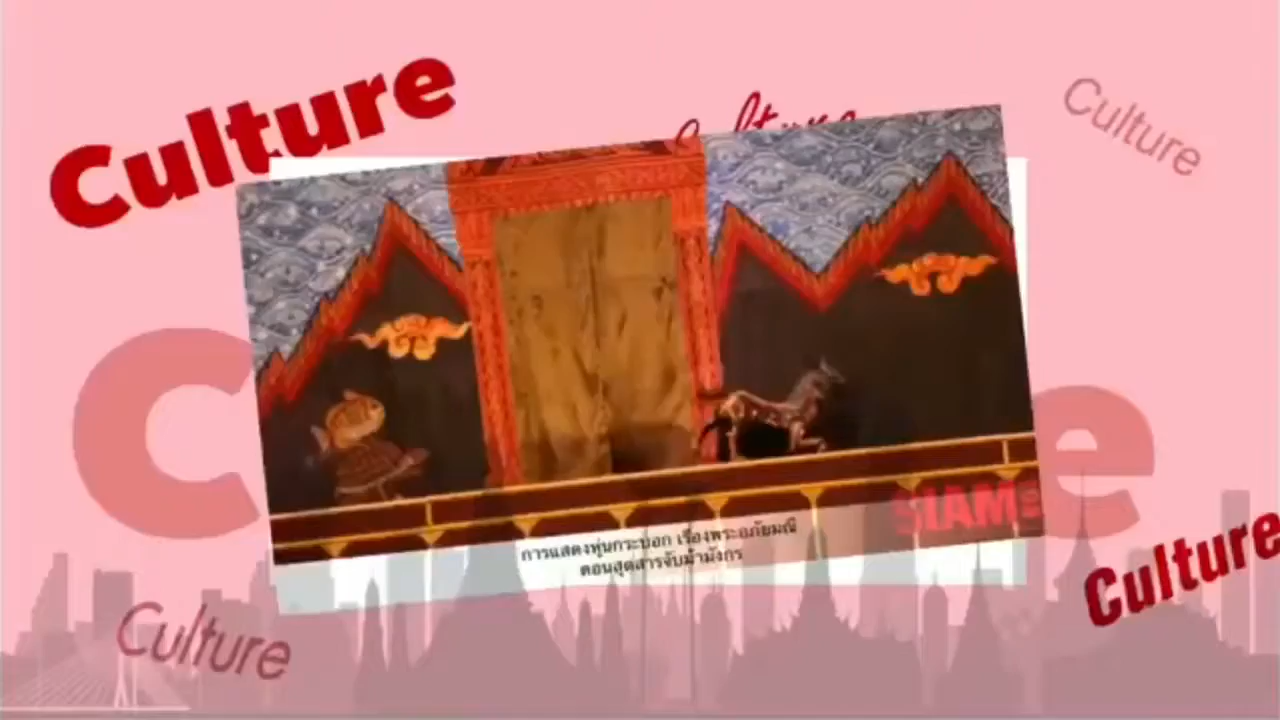 Culture
Culture
Culture
C
e
SIAM
การแสดงหุ่นกระบอก เรื่องพระอภัยมณี
ตอนสุดสาครจับม้ามังกร
Culture
Culture